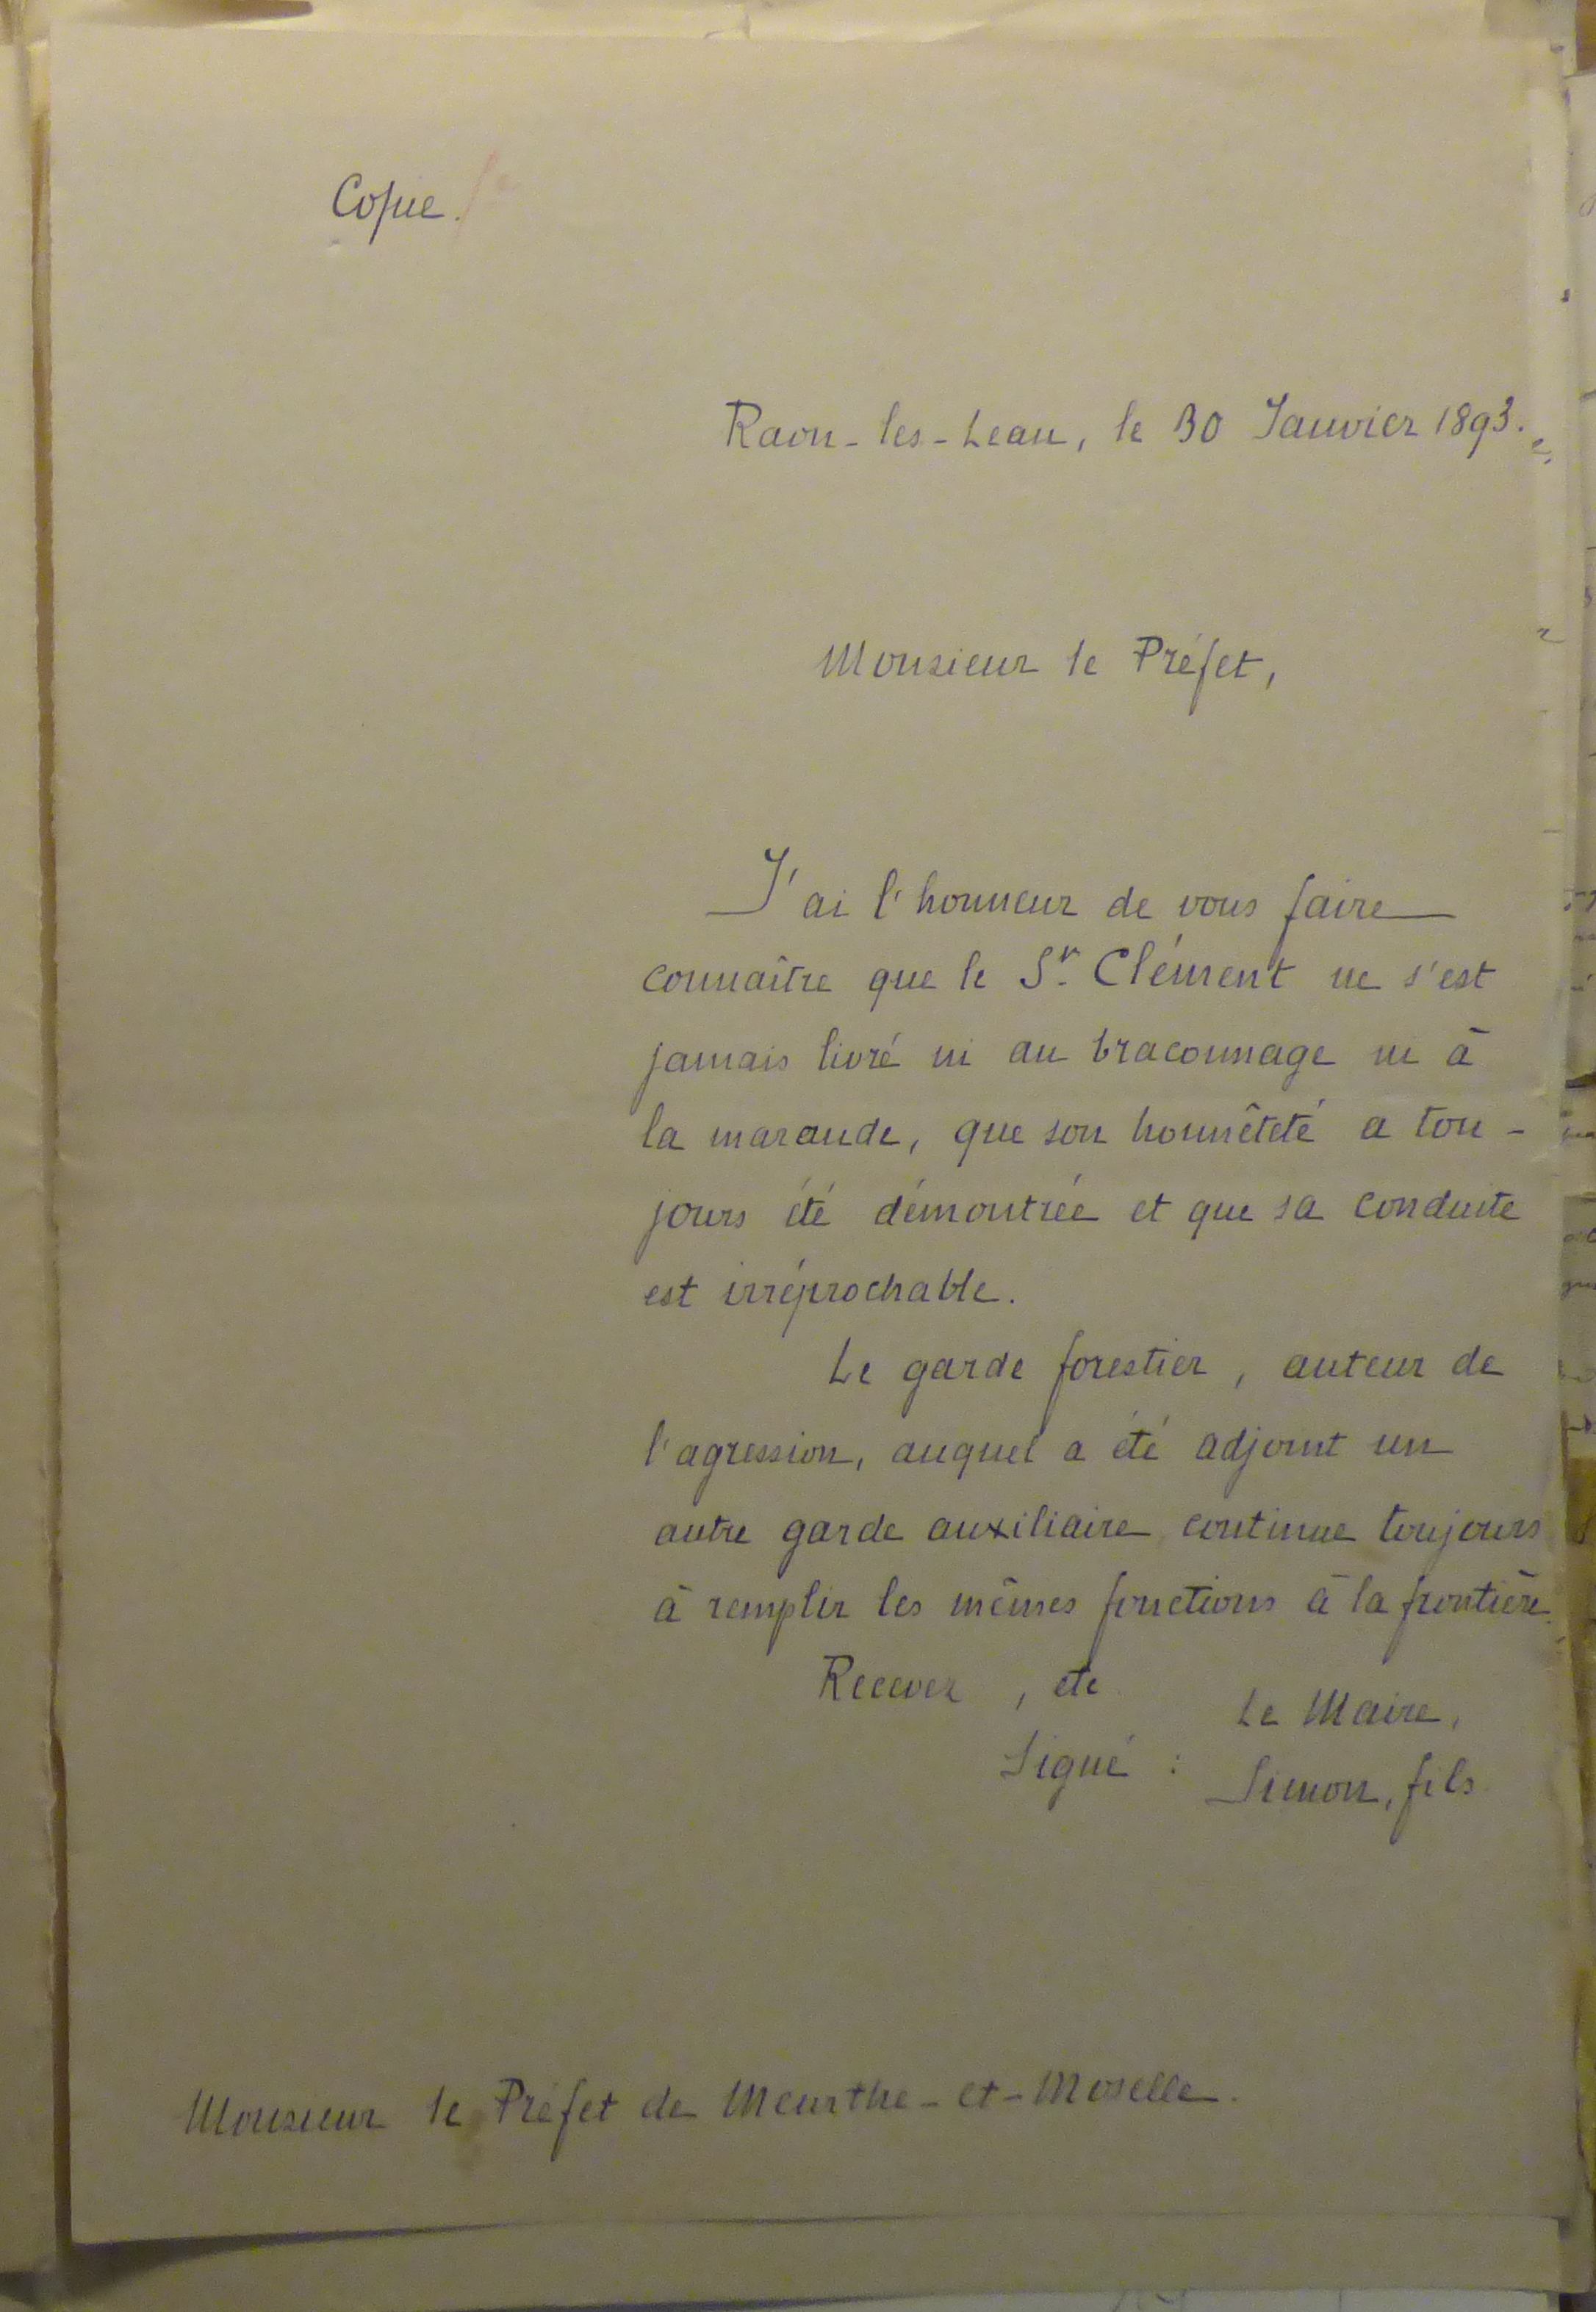 Copie.
Raon-les-Leau, le 30 Janvier 1893.
Monsieur le Préfet,
J'ai l'honneur de vous faire
connaître que le Sr Clément ne s'est
jamais livré ni au braconnage ni à
la maraude, que son honnêteté a tou-
jours été démontrée et que sa conduite
est irréprochable.
Le garde forestier, auteur de
l'agression, auquel a été adjoint un
autre garde auxiliaire continue toujours
à remplir les mêmes fonctions à la frontière.
Recevez, etc
Le Maire,
Signé : Simon, fils
Monsieur le Préfet de Meurthe-et-Moselle.